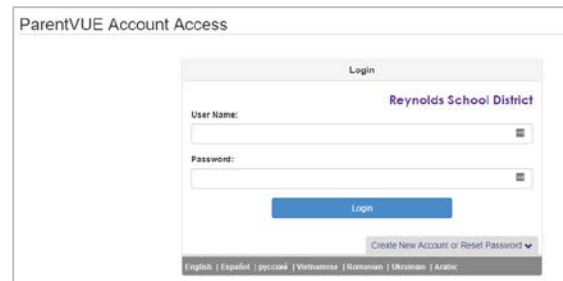 ParentVUE Account Access
Login
Reynolds School District
User Name:
Password:
Login
Create New Account or Reset Password
English | Español | русский | Vietnamese | Romanian | Ukrainian | Arabic